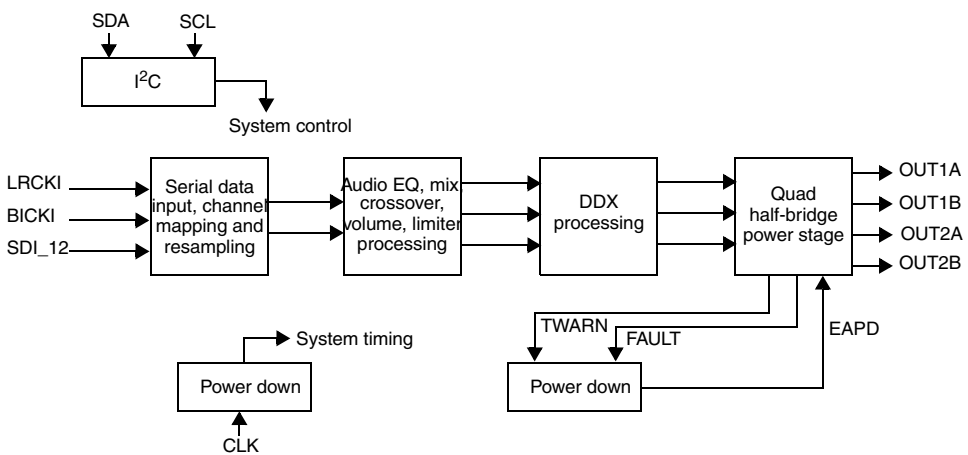 SDA
SCL
I²C
System control
LRCKI
BICKI
SDI_12
Serial data
input, channel
mapping and
resampling
Audio EQ, mix,
crossover,
volume, limiter
processing
DDX
processing
Quad
half-bridge
power stage
OUT1A
OUT1B
OUT2A
OUT2B
TWARN
FAULT
EAPD
System timing
Power down
CLK
Power down